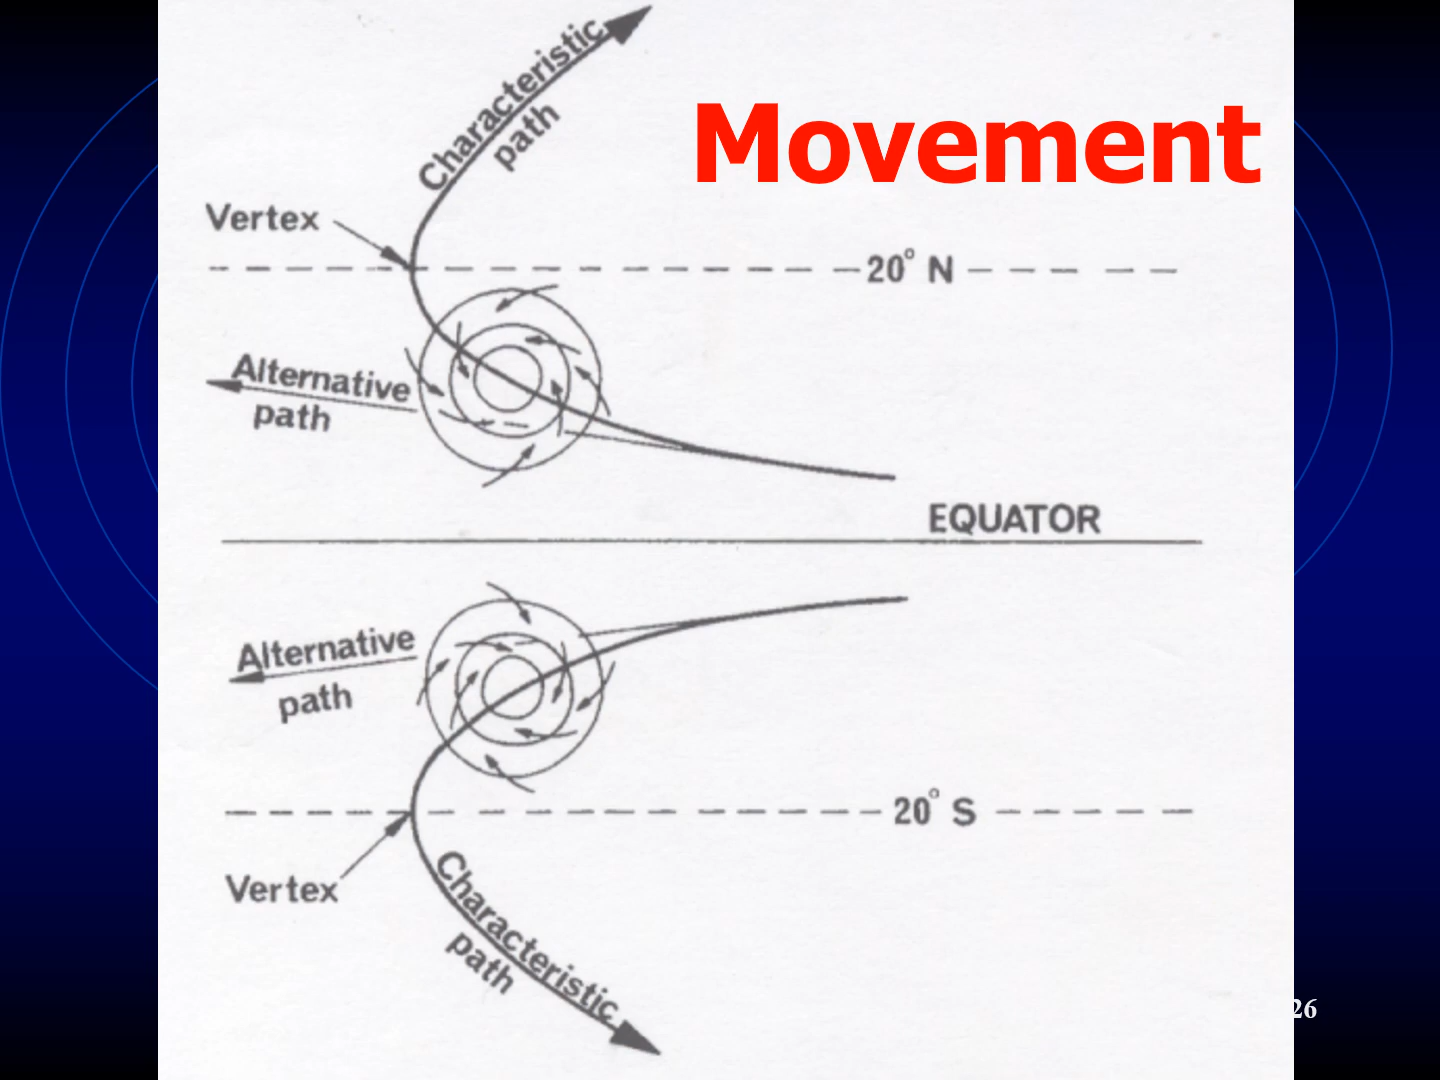 Characteristic
path
Movement
Vertex
20° N
Alternative
path
EQUATOR
Alternative
path
20° S
Vertex
Characteristic
path
26